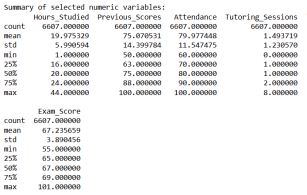 Summary of selected numeric variables:
Hours_Studied Previous_Scores Attendance Tutoring_Sessions
count 6607.000000 6607.000000 6607.000000 6607.000000
mean 19.975329 75.070531 79.977448 1.493719
std 5.990594 14.399784 11.547475 1.230570
min 1.000000 50.000000 60.000000 0.000000
25% 16.000000 63.000000 70.000000 1.000000
50% 20.000000 75.000000 80.000000 1.000000
75% 24.000000 88.000000 90.000000 2.000000
max 44.000000 100.000000 100.000000 8.000000
Exam_Score
count 6607.000000
mean 67.235659
std 3.890456
min 55.000000
25% 65.000000
50% 67.000000
75% 69.000000
max 101.000000